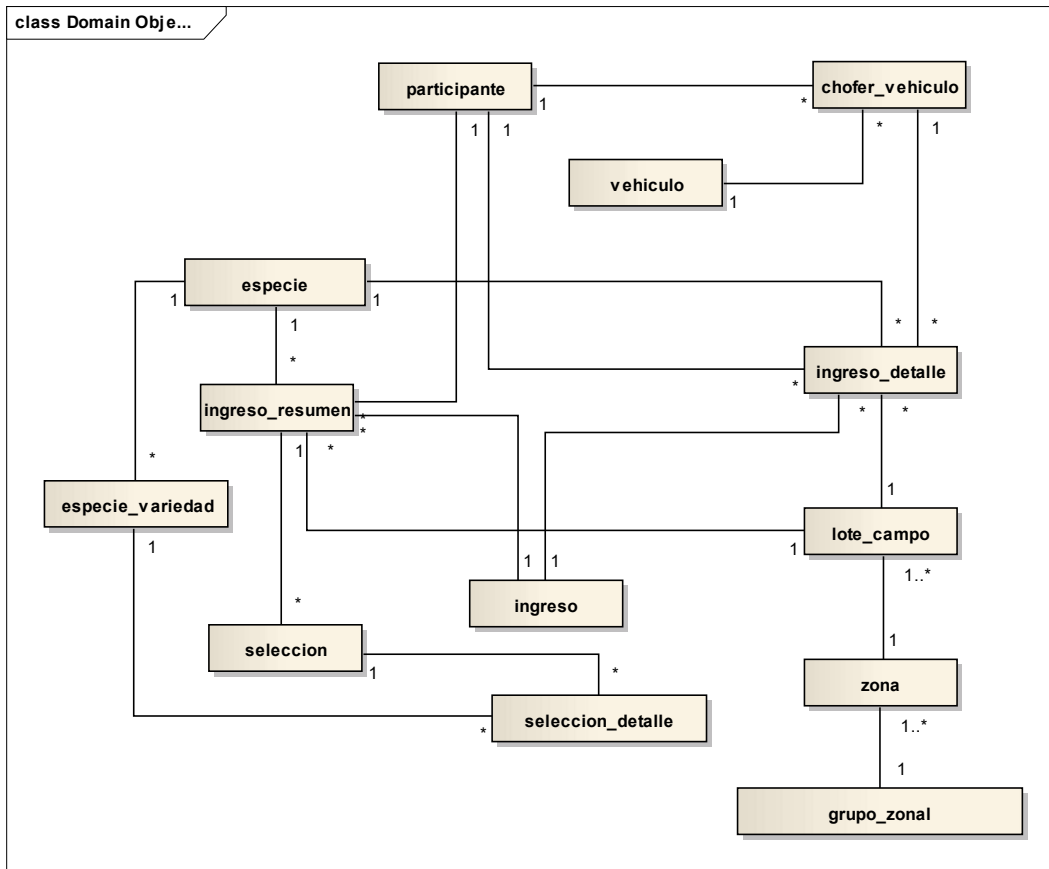 class Domain Obje...
participante
chofer_vehiculo
1
*
1
1
*
1
vehiculo
1
especie
1
1
1
*
*
*
ingreso_detalle
*
*
*
ingreso_resumen
*
*
1
*
*
especie_variedad
1
1
lote_campo
1
1
1
1..*
ingreso
*
seleccion
1
*
1
zona
seleccion_detalle
*
1..*
1
grupo_zonal